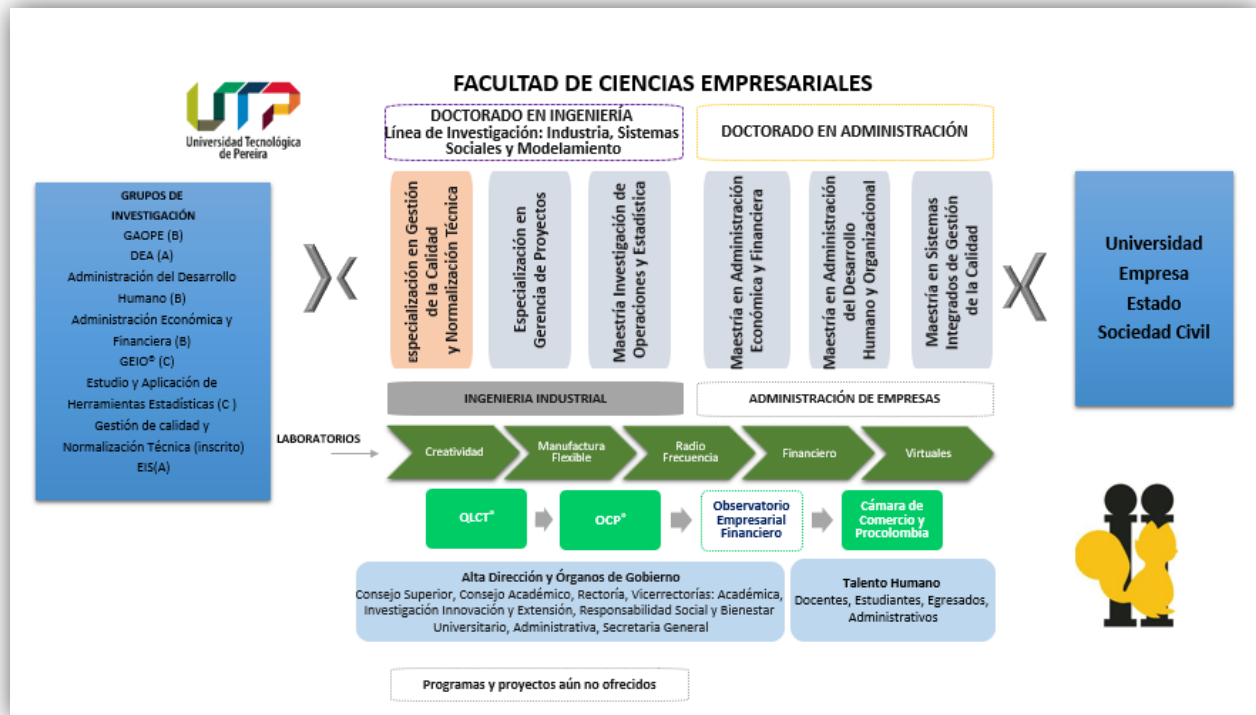 FACULTAD DE CIENCIAS EMPRESARIALES
UTP
Universidad Tecnológica
de Pereira
DOCTORADO EN INGENIERÍA
Línea de Investigación: Industria, Sistemas
Sociales y Modelamiento
DOCTORADO EN ADMINISTRACIÓN
GRUPOS DE
INVESTIGACIÓN
GAOPE (B)
DEA (A)
Administración del Desarrollo
Humano (B)
Administración Económica y
Financiera (B)
GEIO® (C)
Estudio y Aplicación de
Herramientas Estadísticas (C )
Gestión de calidad y
Normalización Técnica (inscrito)
EIS(A)
Especialización en Gestión
de la Calidad
y Normalización Técnica
Especialización en
Gerencia de Proyectos
Maestría Investigación de
Operaciones y Estadística
Maestría en Administración
Económica y Financiera
Maestría en Administración
del Desarrollo
Humano y Organizacional
Maestría en Sistemas
Integrados de Gestión
de la Calidad
Universidad
Empresa
Estado
Sociedad Civil
INGENIERIA INDUSTRIAL
ADMINISTRACIÓN DE EMPRESAS
LABORATORIOS
Creatividad
Manufactura
Flexible
Radio
Frecuencia
Financiero
Virtuales
QLCT®
OCP®
Observatorio
Empresarial
Financiero
Cámara de
Comercio y
Procolombia
Alta Dirección y Órganos de Gobierno
Consejo Superior, Consejo Académico, Rectoría, Vicerrectorías: Académica,
Investigación Innovación y Extensión, Responsabilidad Social y Bienestar
Universitario, Administrativa, Secretaria General
Talento Humano
Docentes, Estudiantes, Egresados,
Administrativos
Programas y proyectos aún no ofrecidos